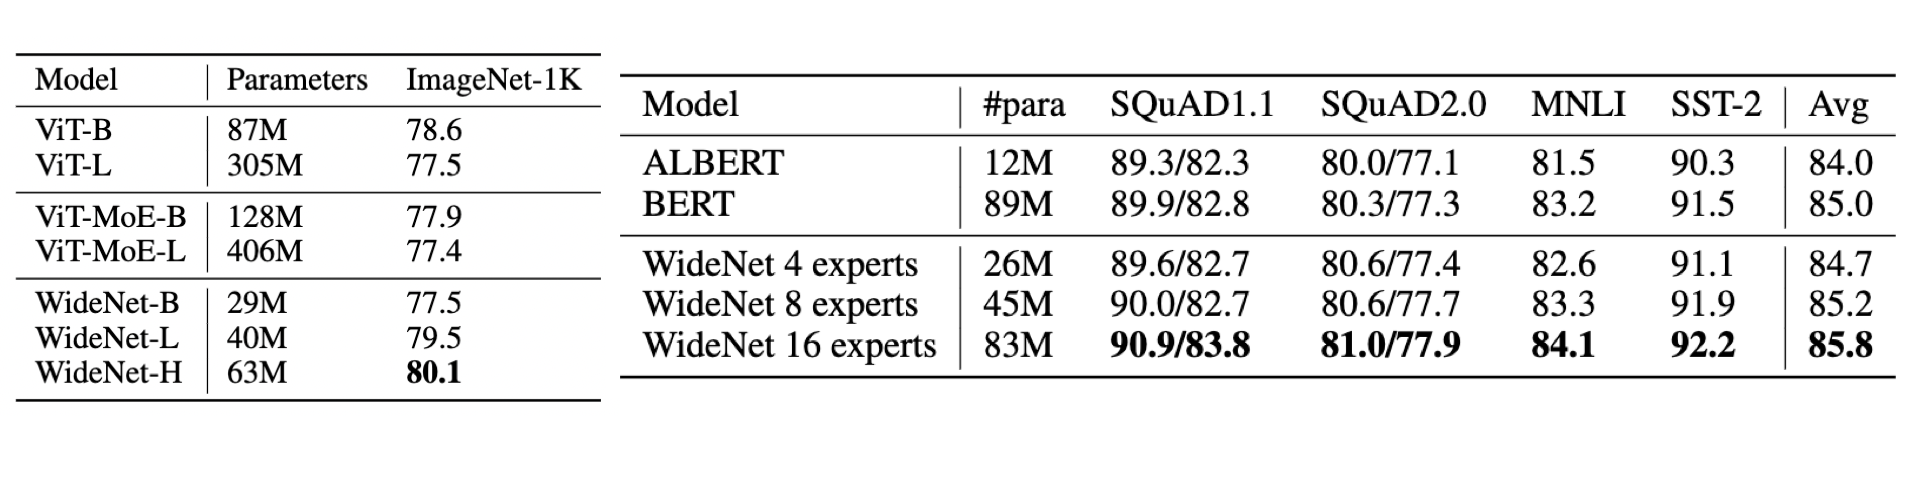 Model Parameters ImageNet-1K
ViT-B 87M 78.6
ViT-L 305M 77.5
ViT-MoE-B 128M 77.9
ViT-MoE-L 406M 77.4
WideNet-B 29M 77.5
WideNet-L 40M 79.5
WideNet-H 63M 80.1
Model #para SQuAD1.1 SQuAD2.0 MNLI SST-2 Avg
ALBERT 12M 89.3/82.3 80.0/77.1 81.5 90.3 84.0
BERT 89M 89.9/82.8 80.3/77.3 83.2 91.5 85.0
WideNet 4 experts 26M 89.6/82.7 80.6/77.4 82.6 91.1 84.7
WideNet 8 experts 45M 90.0/82.7 80.6/77.7 83.3 91.9 85.2
WideNet 16 experts 83M 90.9/83.8 81.0/77.9 84.1 92.2 85.8